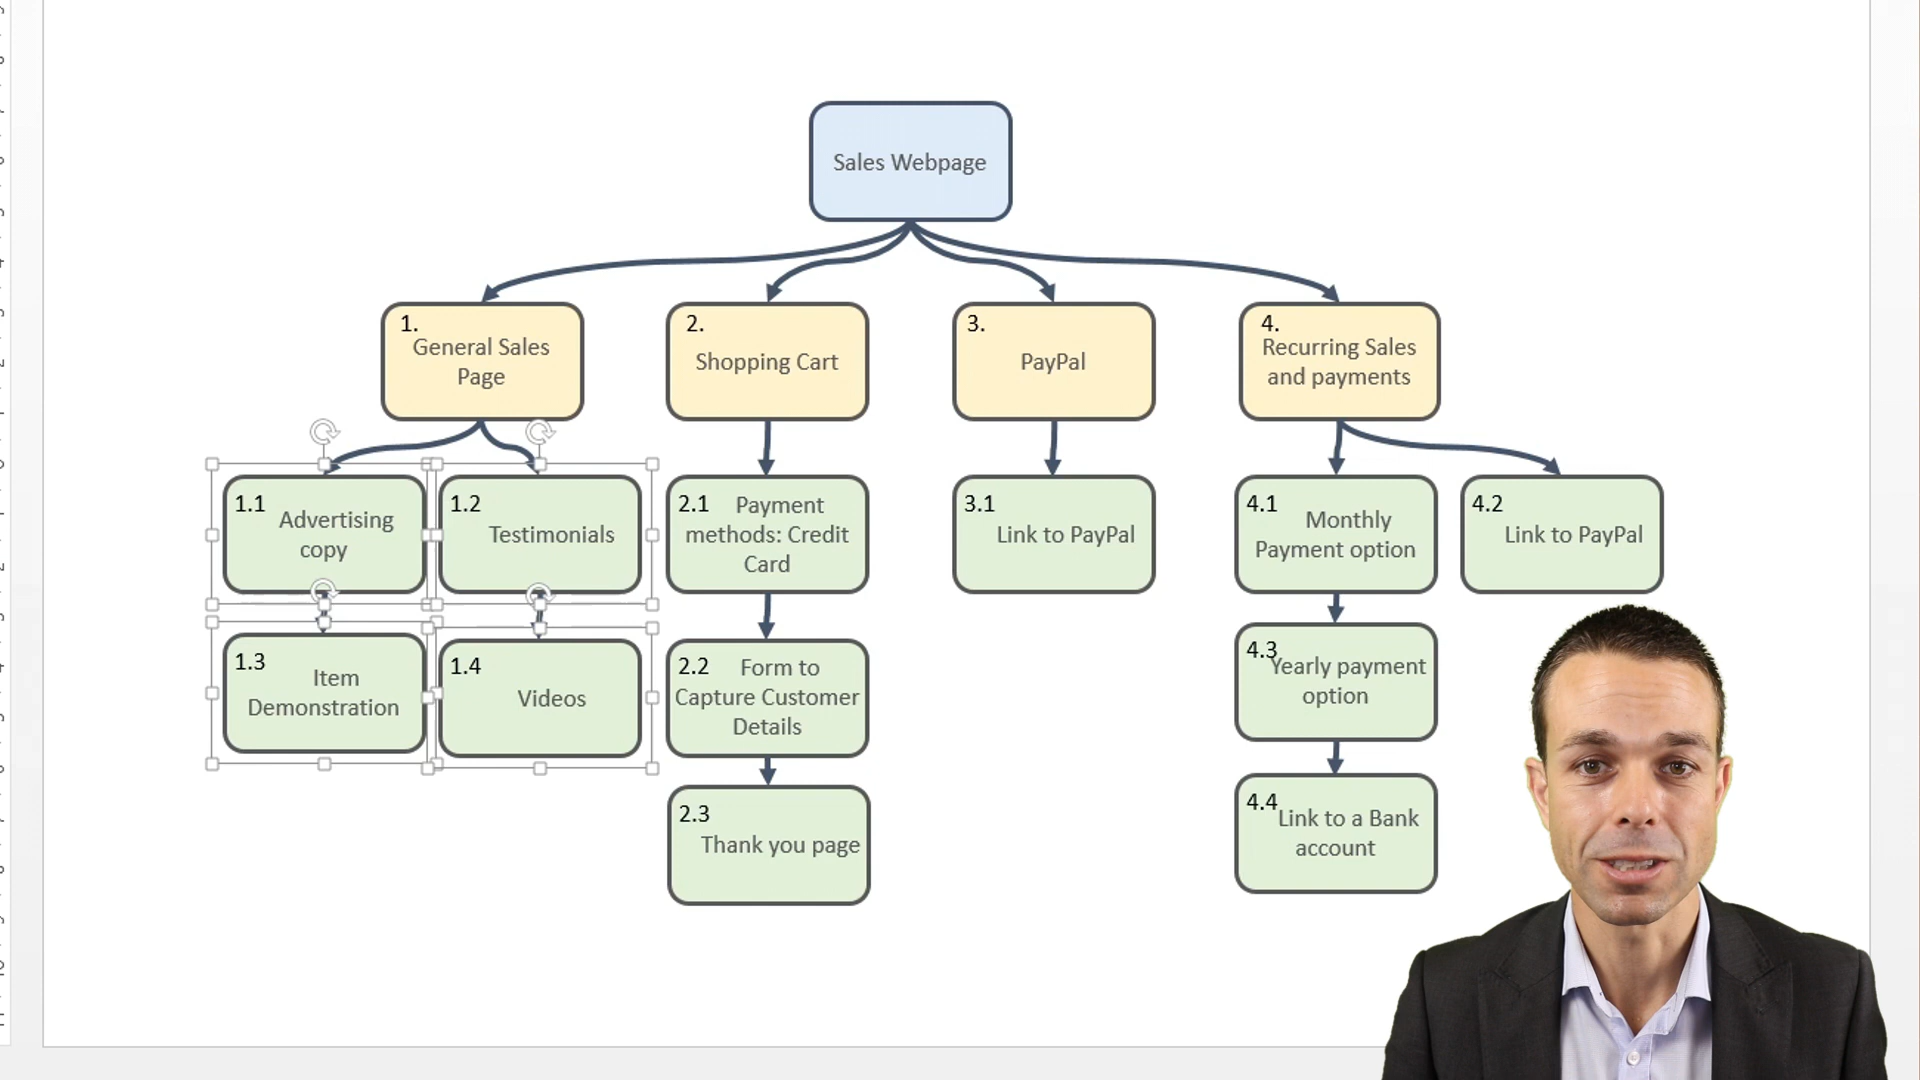 Sales Webpage
1.
General Sales
Page
2.
Shopping Cart
3.
PayPal
4.
Recurring Sales
and payments
1.1
Advertising
copy
1.2
Testimonials
2.1 Payment
methods: Credit
Card
3.1
Link to PayPal
4.1
Monthly
Payment option
4.2
Link to PayPal
1.3
Item
Demonstration
1.4
Videos
2.2 Form to
Capture Customer
Details
4.3
Yearly payment
option
2.3
Thank you page
4.4
Link to a Bank
account